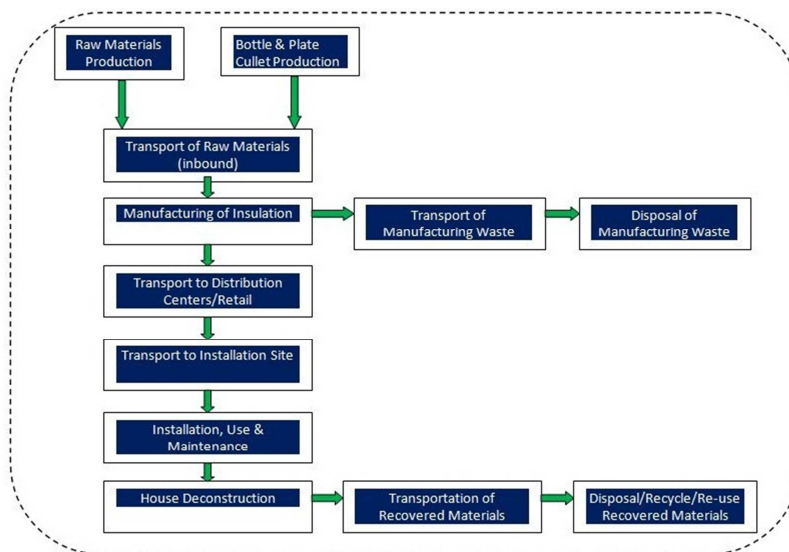 Raw Materials
Production
Bottle & Plate
Cullet Production
Transport of Raw Materials
(inbound)
Manufacturing of Insulation
Transport of
Manufacturing Waste
Disposal of
Manufacturing Waste
Transport to Distribution
Centers/Retail
Transport to Installation Site
Installation, Use &
Maintenance
House Deconstruction
Transportation of
Recovered Materials
Disposal/Recycle/Re-use
Recovered Materials